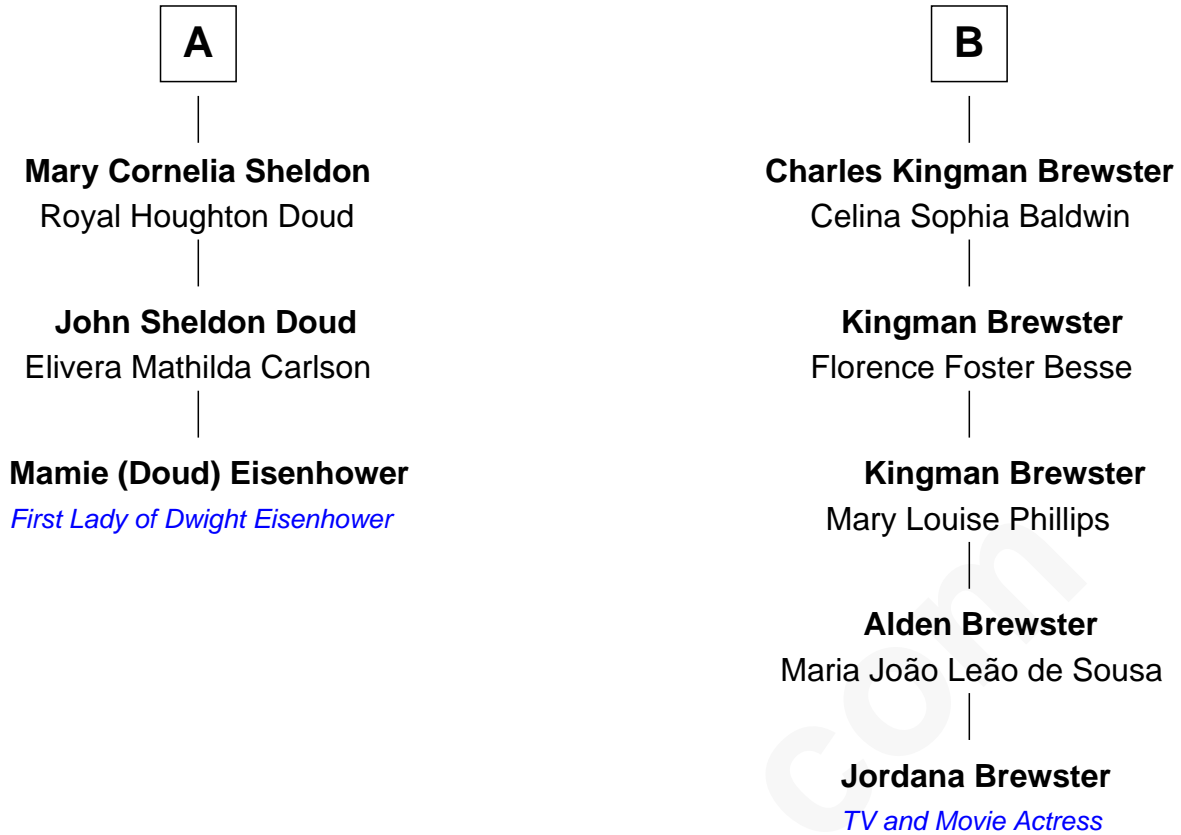 A
Mary Cornelia Sheldon
Royal Houghton Doud
John Sheldon Doud
Elivera Mathilda Carlson
Mamie (Doud) Eisenhower
First Lady of Dwight Eisenhower
B
Charles Kingman Brewster
Celina Sophia Baldwin
Kingman Brewster
Florence Foster Besse
Kingman Brewster
Mary Louise Phillips
Alden Brewster
Maria João Leão de Sousa
Jordana Brewster
TV and Movie Actress
com